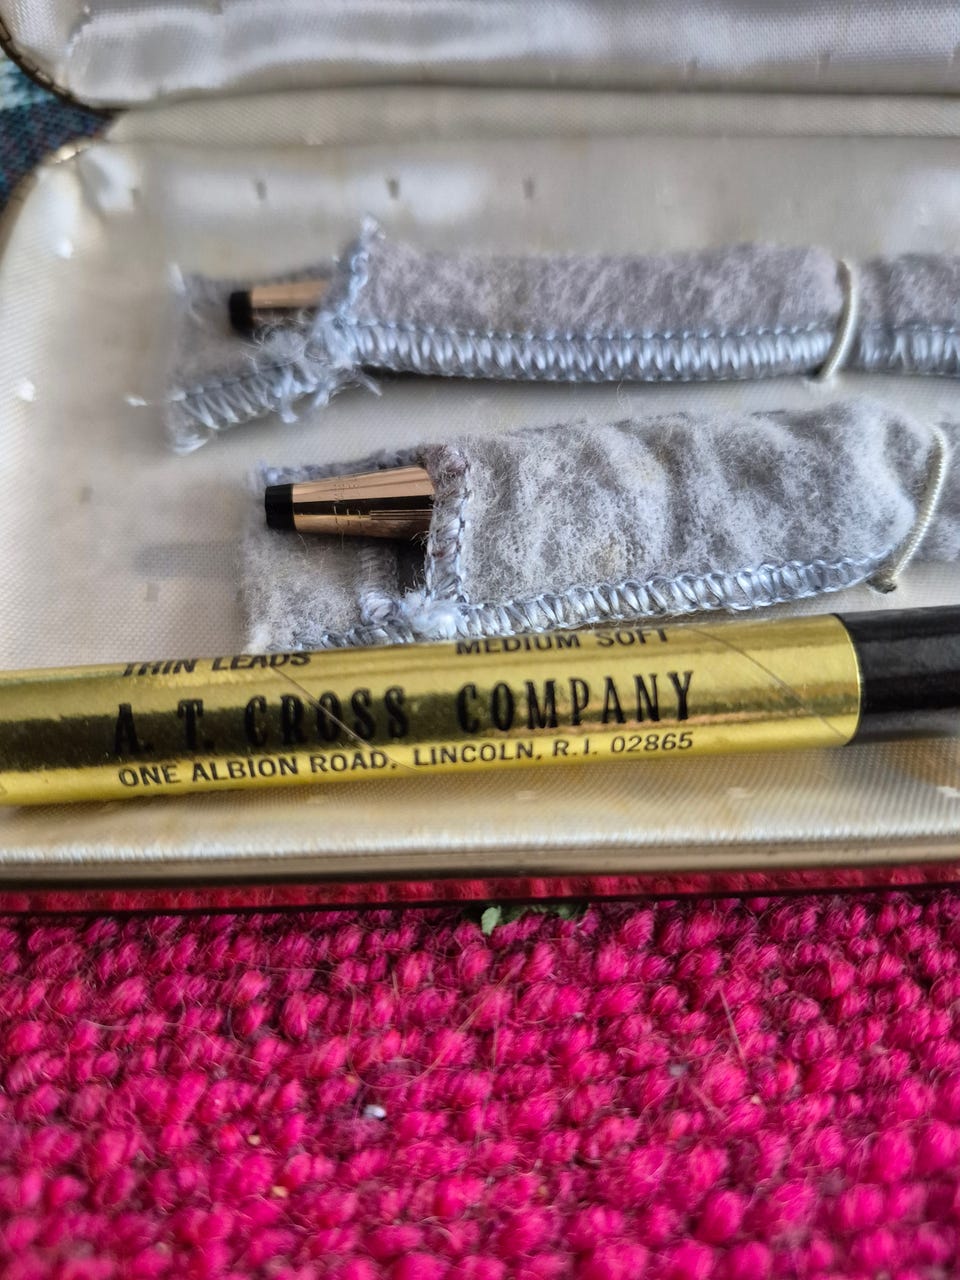 THIN LEADS MEDIUM SOFT
A. T. CROSS COMPANY
ONE ALBION ROAD, LINCOLN, R.I. 02865